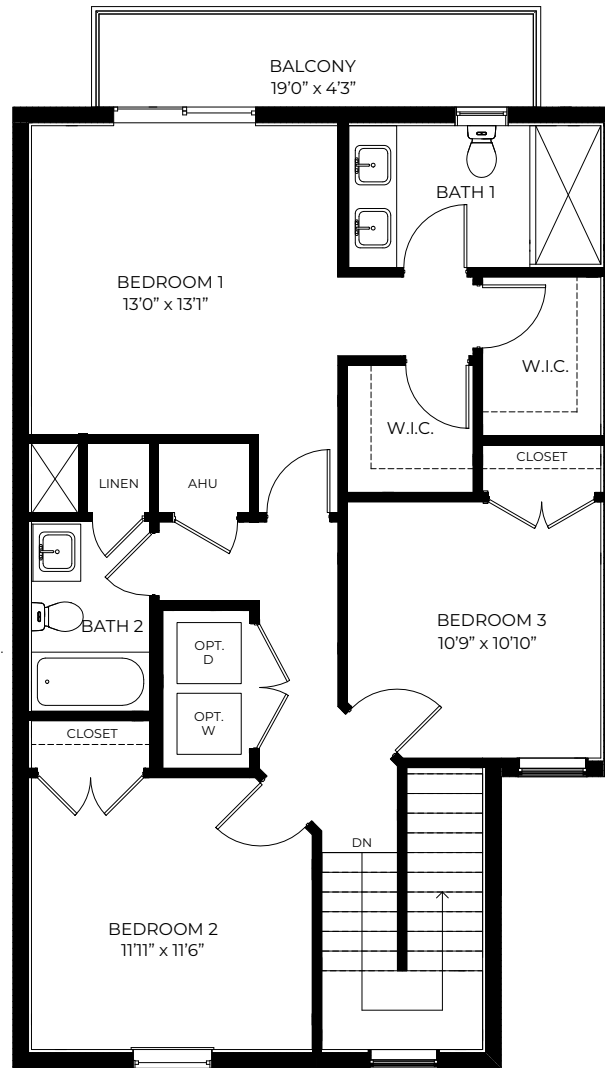 BALCONY
19’0” x 4’3”
BATH 1
BEDROOM 1
13’0” x 13’1”
W.I.C.
W.I.C.
CLOSET
LINEN
AHU
BATH 2
OPT.
D
BEDROOM 3
10’9” x 10’10”
OPT.
W
CLOSET
DN
BEDROOM 2
11’11” x 11’6”